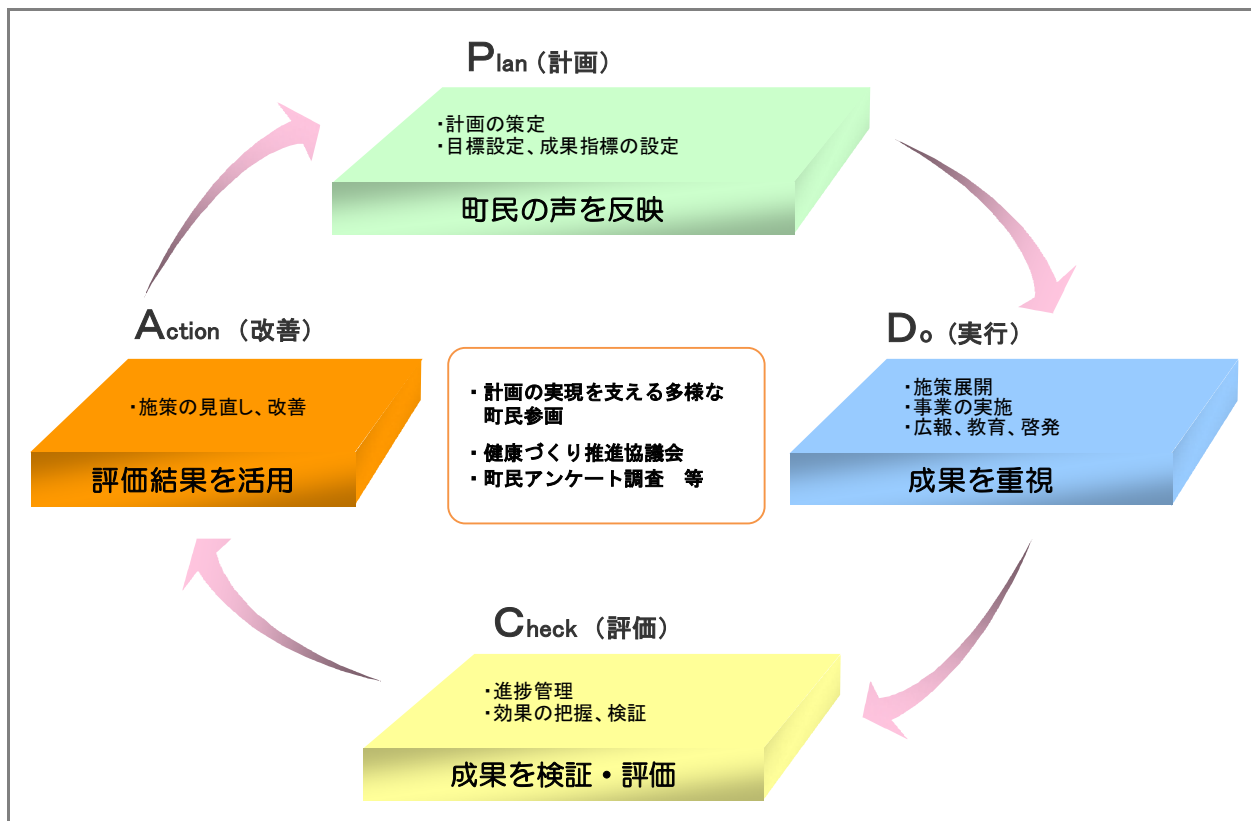 Plan（計画）
・計画の策定
・目標設定、成果指標の設定
町民の声を反映
Do（実行）
・施策展開
・事業の実施
・広報、教育、啓発
成果を重視
Check（評価）
・進捗管理
・効果の把握、検証
成果を検証・評価
Action（改善）
・施策の見直し、改善
評価結果を活用
・計画の実現を支える多様な
町民参画
・健康づくり推進協議会
・町民アンケート調査　等